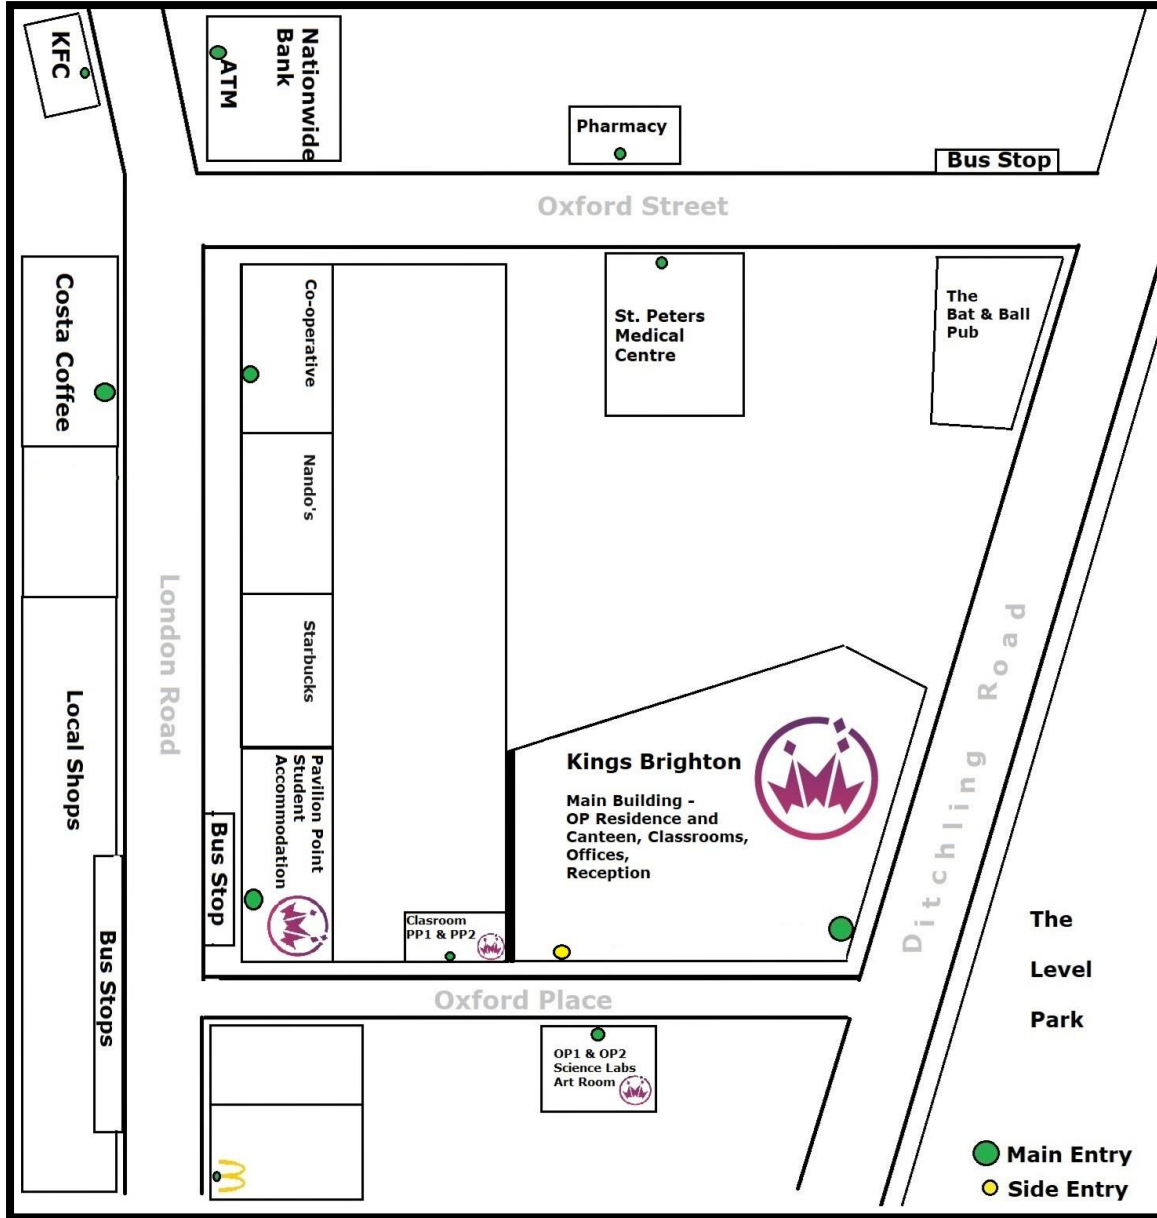 KFC
Nationwide
Bank
ATM
Pharmacy
Bus Stop
Oxford Street
Costa Coffee
Co-operative
St. Peters
Medical
Centre
The
Bat & Ball
Pub
Nando's
London Road
Starbucks
Local Shops
Ditchling Road
Pavilion Point
Student
Accommodation
Kings Brighton
Main Building -
OP Residence and
Canteen, Classrooms,
Offices,
Reception
Bus Stop
Clasroom
PP1 & PP2
The
Level
Park
Bus Stops
Oxford Place
OP1 & OP2
Science Labs
Art Room
Main Entry
Side Entry